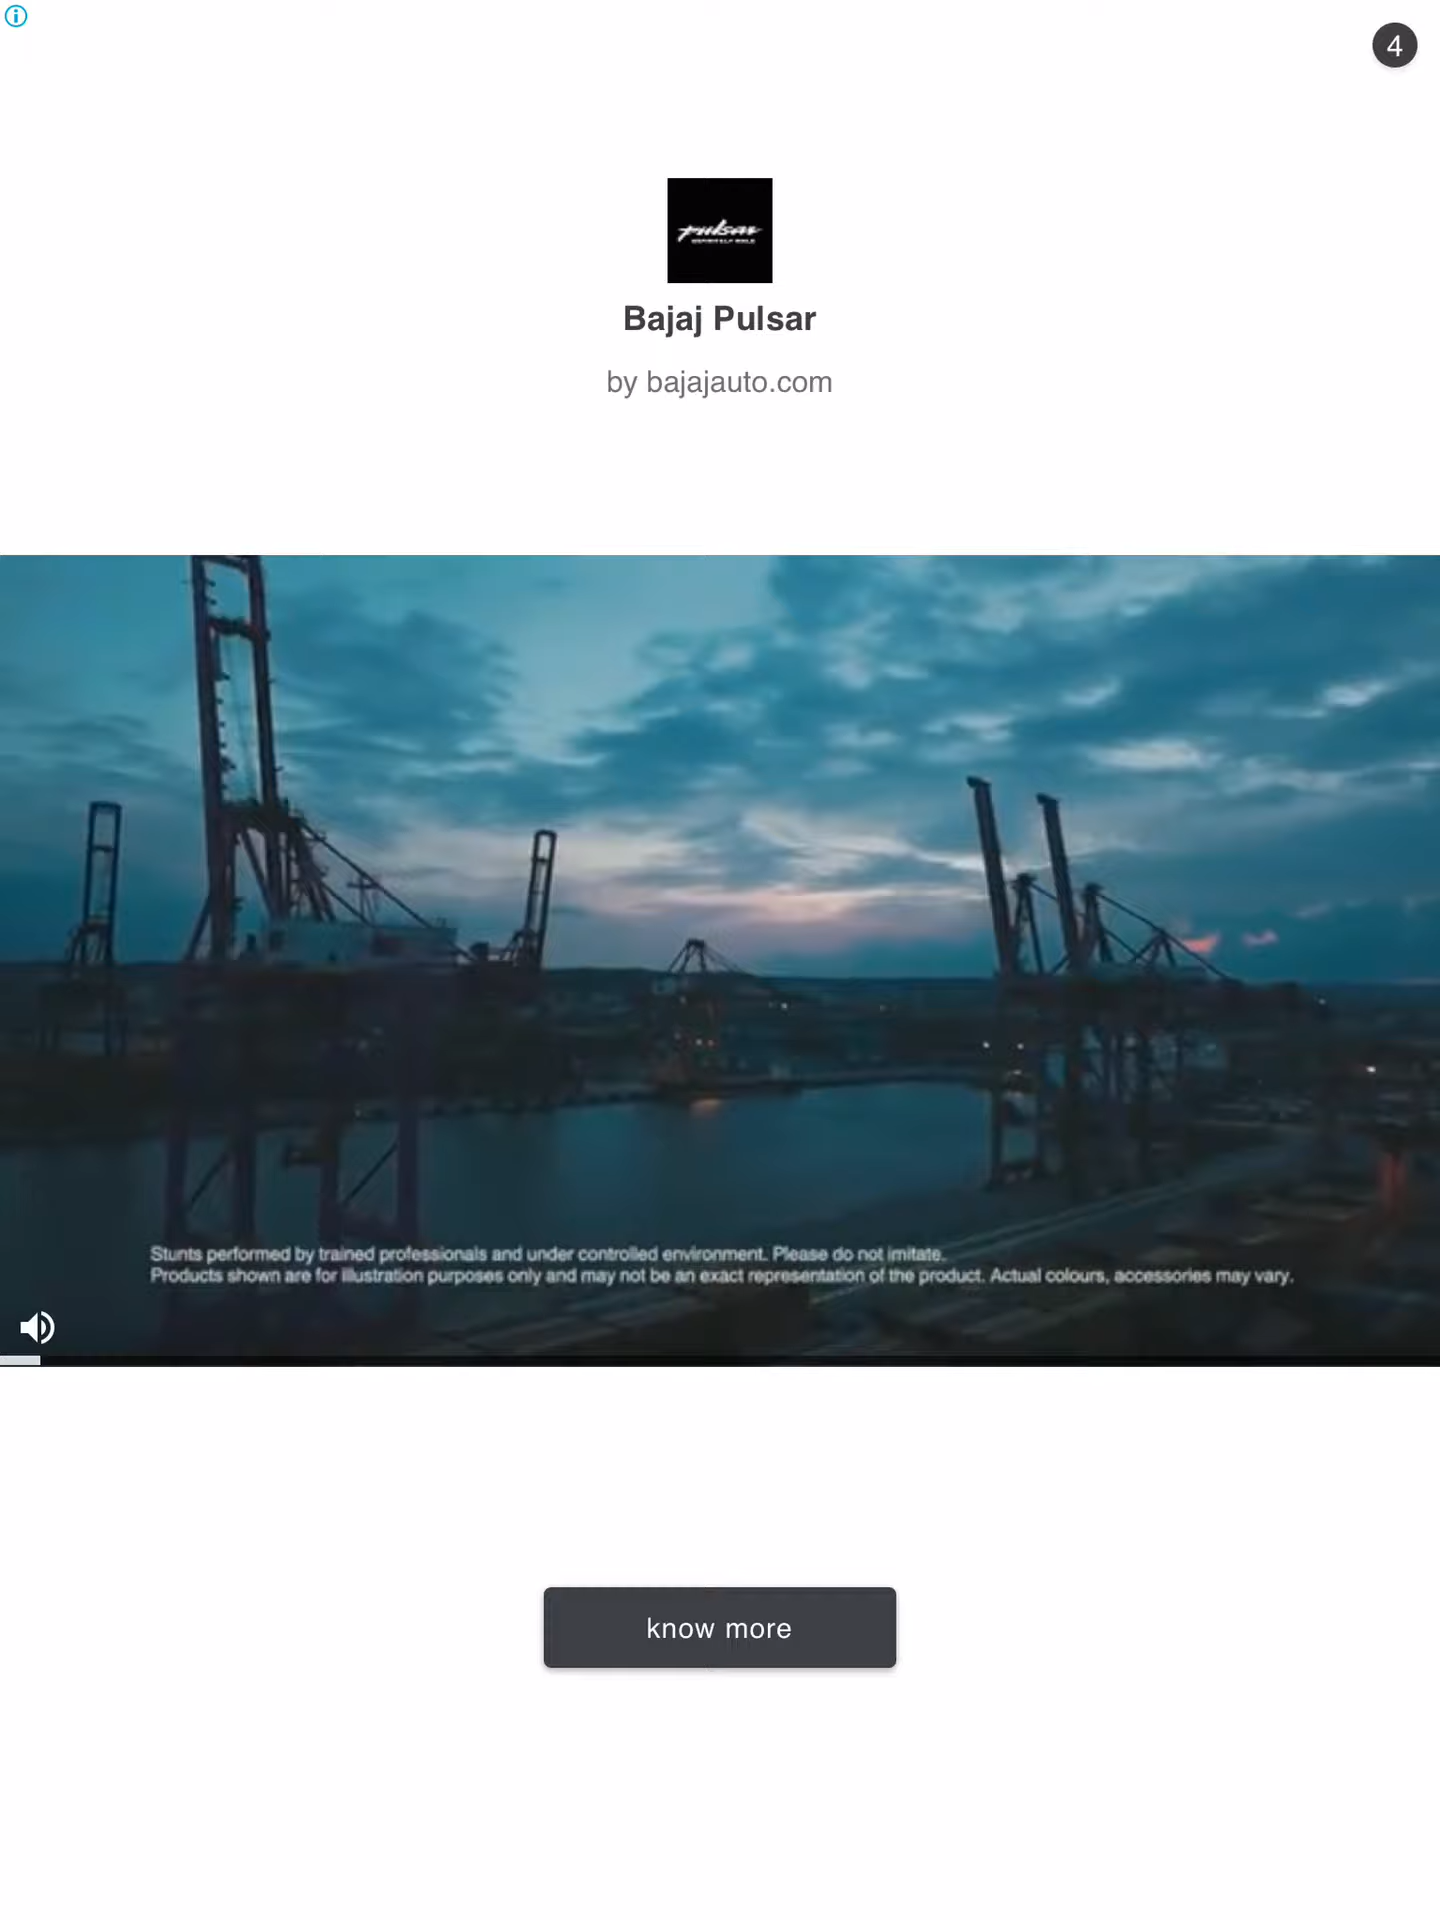 4
pulsar
Bajaj Pulsar
by bajajauto.com
Stunts performed by trained professionals and under controlled environment. Please do not imitate.
Products shown are for illustration purposes only and may not be an exact representation of the product. Actual colours, accessories may vary.
know more